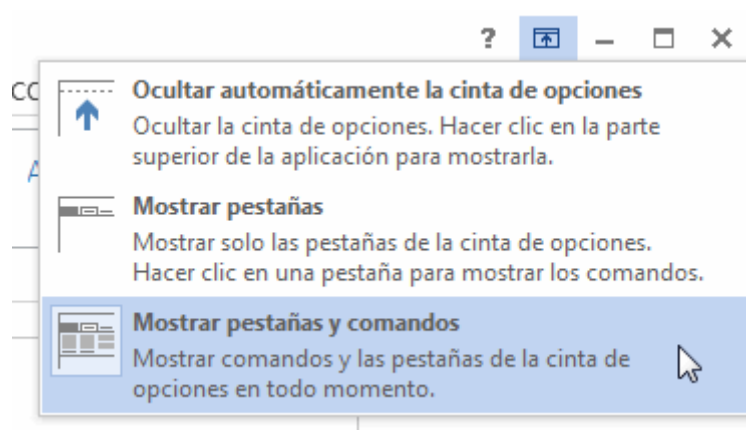 ?
Ocultar automáticamente la cinta de opciones
Ocultar la cinta de opciones. Hacer clic en la parte
superior de la aplicación para mostrarla.
Mostrar pestañas
Mostrar solo las pestañas de la cinta de opciones.
Hacer clic en una pestaña para mostrar los comandos.
Mostrar pestañas y comandos
Mostrar comandos y las pestañas de la cinta de
opciones en todo momento.